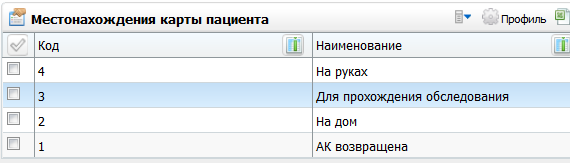 Местонахождения карты пациента Профиль
Код Наименование
4 На руках
3 Для прохождения обследования
2 На дом
1 АК возвращена